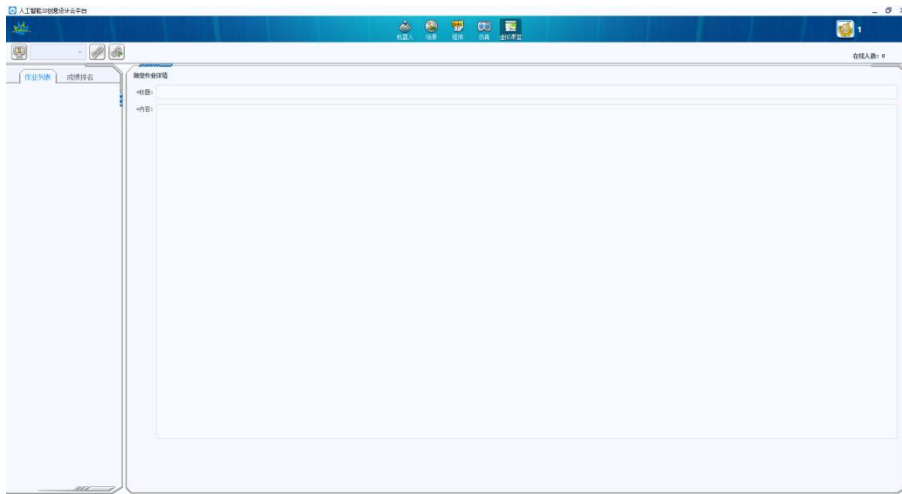 人工智能3D创意设计云平台
机器人 场景 程序 仿真 虚拟课堂
1
在线人数: 0
作业列表 成绩排名
随堂作业详情
*标题:
*内容: